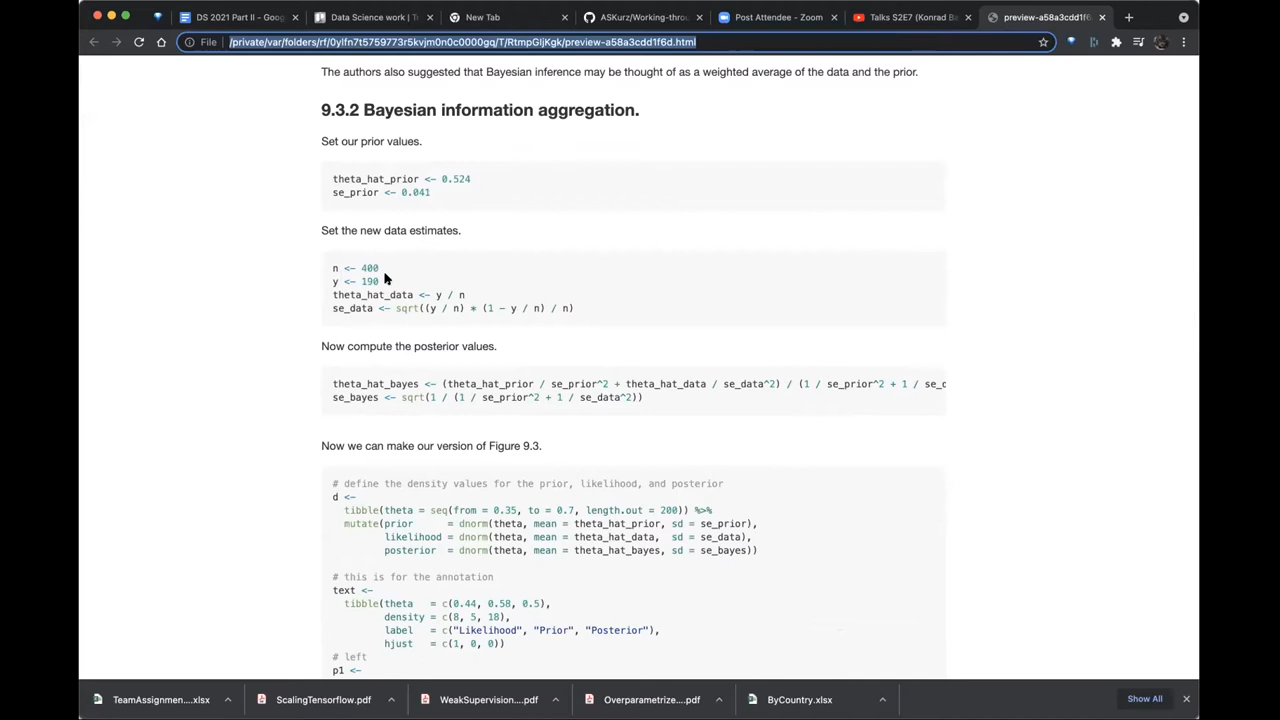 DS 2021 Part II - Goog
Data Science work | T
New Tab
ASKurz/Working-throu
Post Attendee - Zoom
Talks S2E7 (Konrad Ba
preview-a58a3cdd1f6d.html
File
/private/var/folders/rf/0ylfn7t5759773r5kvjm0n0c0000gq/T/RtmpGIjKgk/preview-a58a3cdd1f6d.html
The authors also suggested that Bayesian inference may be thought of as a weighted average of the data and the prior.
9.3.2 Bayesian information aggregation.
Set our prior values.
theta_hat_prior <- 0.524
se_prior <- 0.041
Set the new data estimates.
n <- 400
y <- 190
theta_hat_data <- y / n
se_data <- sqrt((y / n) * (1 - y / n) / n)
Now compute the posterior values.
theta_hat_bayes <- (theta_hat_prior / se_prior^2 + theta_hat_data / se_data^2) / (1 / se_prior^2 + 1 / se_d
se_bayes <- sqrt(1 / (1 / se_prior^2 + 1 / se_data^2))
Now we can make our version of Figure 9.3.
# define the density values for the prior, likelihood, and posterior
d <-
tibble(theta = seq(from = 0.35, to = 0.7, length.out = 200)) %>%
mutate(prior = dnorm(theta, mean = theta_hat_prior, sd = se_prior),
likelihood = dnorm(theta, mean = theta_hat_data, sd = se_data),
posterior = dnorm(theta, mean = theta_hat_bayes, sd = se_bayes))
# this is for the annotation
text <-
tibble(theta = c(0.44, 0.58, 0.5),
density = c(8, 5, 18),
label = c("Likelihood", "Prior", "Posterior"),
hjust = c(1, 0, 0))
# left
p1 <-
TeamAssignmen....xlsx
ScalingTensorflow.pdf
WeakSupervision....pdf
Overparametrize....pdf
ByCountry.xlsx
Show All